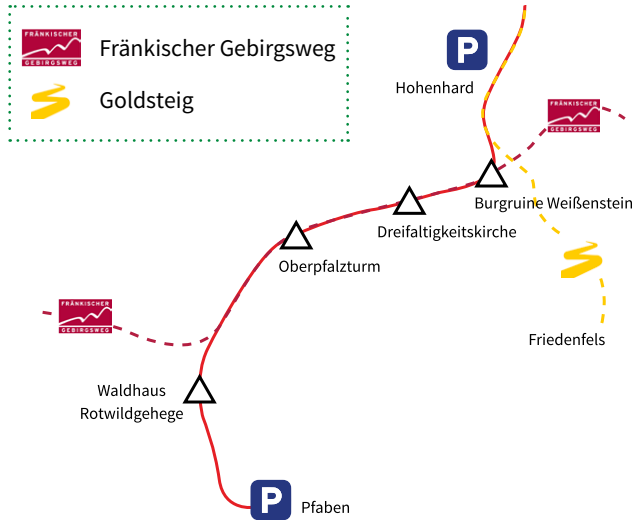 FRÄNKISCHER
GEBIRGSWEG
Fränkischer Gebirgsweg
Goldsteig
P
Hohenhard
FRÄNKISCHER
GEBIRGSWEG
Burgruine Weißenstein
Dreifaltigkeitskirche
Oberpfalzturm
FRÄNKISCHER
GEBIRGSWEG
Friedenfels
Waldhaus
Rotwildgehege
P
Pfaben